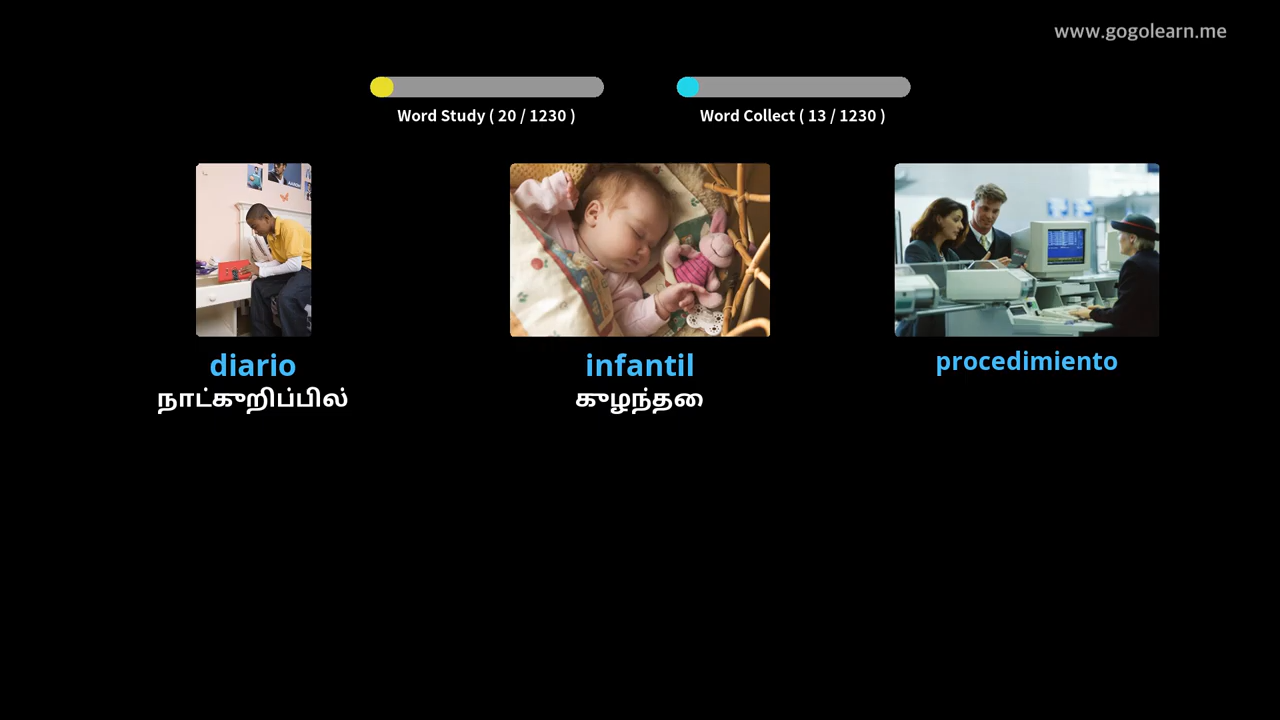 www.gogolearn.me
Word Study ( 20 / 1230 )
Word Collect ( 13 / 1230 )
diario
infantil
procedimiento
நாட்குறிப்பில்
குழந்தை